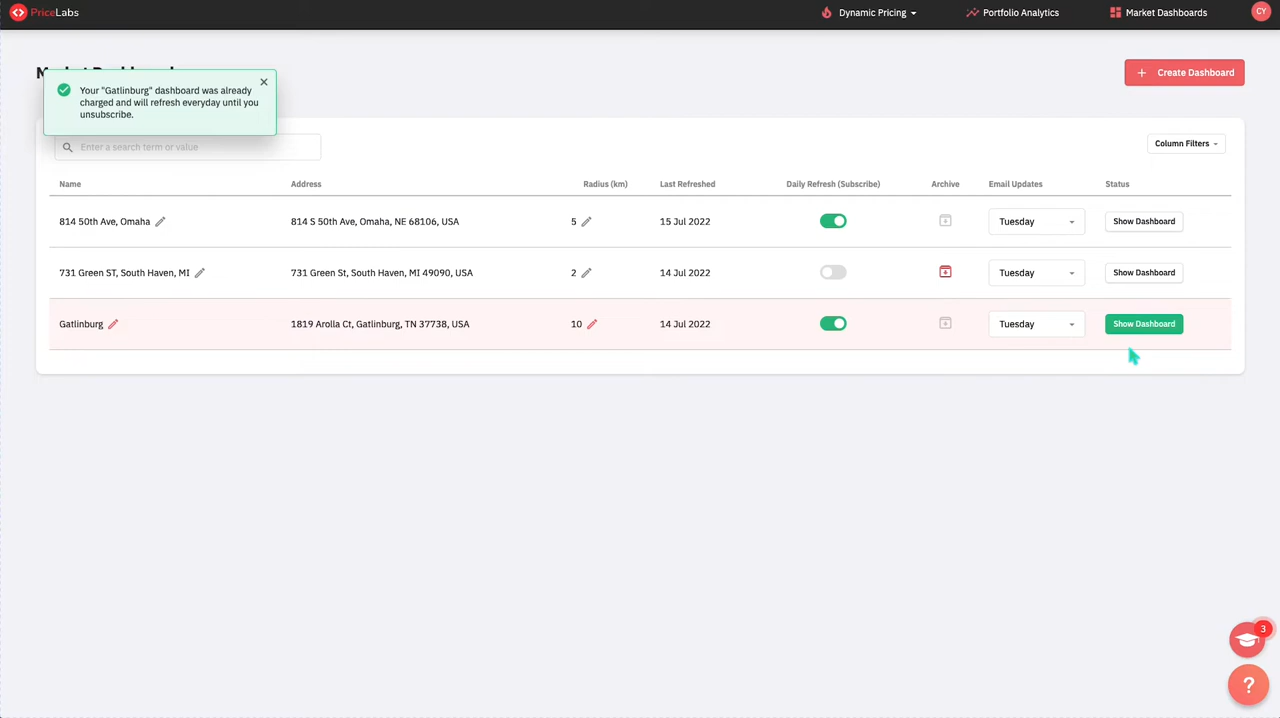 PriceLabs
Dynamic Pricing
Portfolio Analytics
Market Dashboards
CY
Your "Gatlinburg" dashboard was already
charged and will refresh everyday until you
unsubscribe.
Create Dashboard
Enter a search term or value
Column Filters
Name Address Radius (km) Last Refreshed Daily Refresh (Subscribe) Archive Email Updates Status
814 50th Ave, Omaha 814 S 50th Ave, Omaha, NE 68106, USA 5 15 Jul 2022 Tuesday Show Dashboard
731 Green ST, South Haven, MI 731 Green St, South Haven, MI 49090, USA 2 14 Jul 2022 Tuesday Show Dashboard
Gatlinburg 1819 Arolla Ct, Gatlinburg, TN 37738, USA 10 14 Jul 2022 Tuesday Show Dashboard
3
?